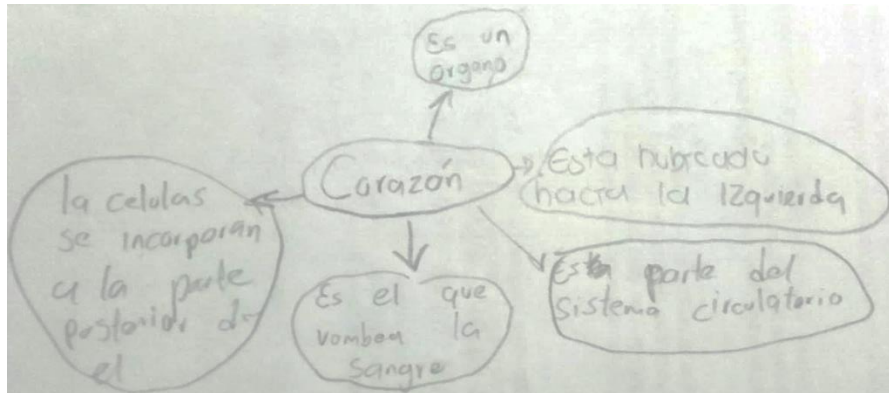 Es un
organo
Corazón
Esta hubicado
hacia la Izquierda
la celulas
se incorporan
a la parte
posterior de
el
Es el que
vombea la
sangre
Es parte del
sistema circulatorio